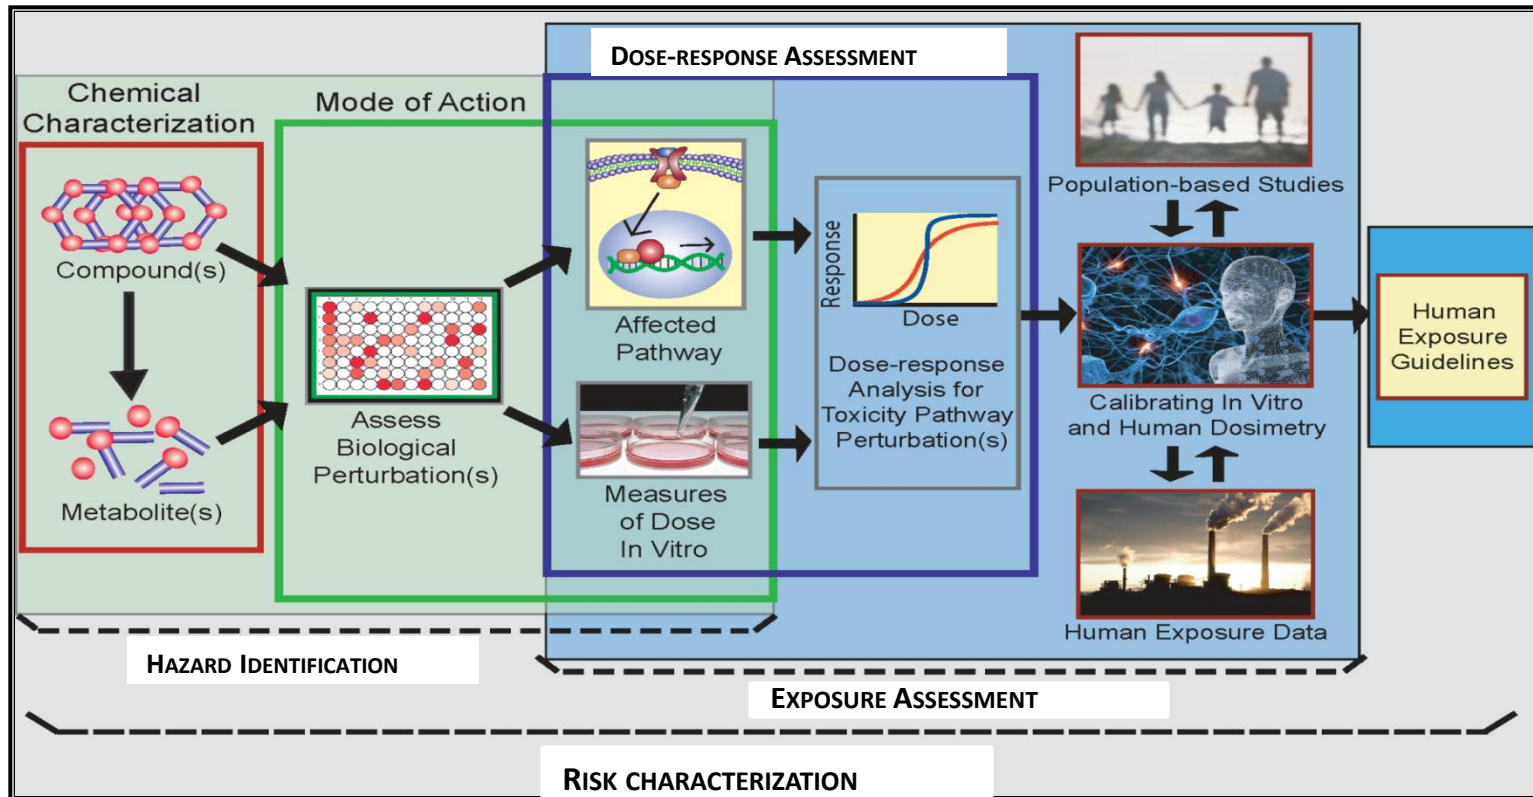 DOSE-RESPONSE ASSESSMENT
Chemical
Characterization
Mode of Action
Compound(s)
Metabolite(s)
Assess
Biological
Perturbation(s)
Affected
Pathway
Measures
of Dose
In Vitro
Response
Dose
Dose-response
Analysis for
Toxicity Pathway
Perturbation(s)
Population-based Studies
Calibrating In Vitro
and Human Dosimetry
Human Exposure Data
Human
Exposure
Guidelines
HAZARD IDENTIFICATION
EXPOSURE ASSESSMENT
RISK CHARACTERIZATION